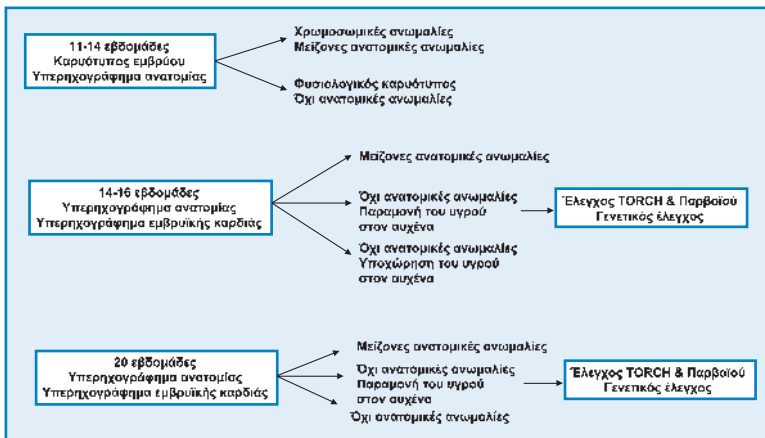 11-14 εβδομάδες
Καρυότυπος εμβρύου
Υπερηχογράφημα ανατομίας
Χρωμοσωμικές ανωμαλίες
Μείζονες ανατομικές ανωμαλίες
Φυσιολογικός καρυότυπος
Όχι ανατομικές ανωμαλίες
14-16 εβδομάδες
Υπερηχογράφημα ανατομίας
Υπερηχογράφημα εμβρυϊκής καρδιάς
Μείζονες ανατομικές ανωμαλίες
Όχι ανατομικές ανωμαλίες
Παραμονή του υγρού
στον αυχένα
Έλεγχος TORCH & Παρβοϊού
Γενετικός έλεγχος
Όχι ανατομικές ανωμαλίες
Υποχώρηση του υγρού
στον αυχένα
20 εβδομάδες
Υπερηχογράφημα ανατομίας
Υπερηχογράφημα εμβρυϊκής καρδιάς
Μείζονες ανατομικές ανωμαλίες
Όχι ανατομικές ανωμαλίες
Παραμονή του υγρού
στον αυχένα
Έλεγχος TORCH & Παρβοϊού
Γενετικός έλεγχος
Όχι ανατομικές ανωμαλίες